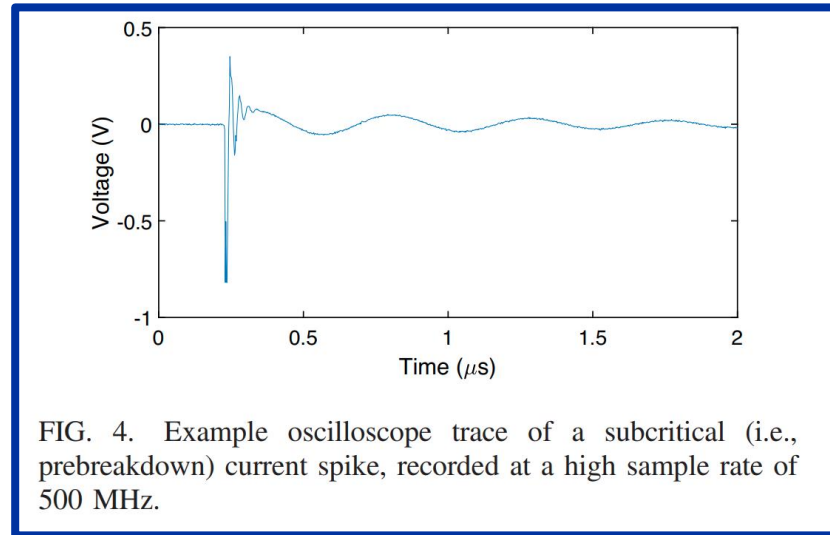 0.5
0
-0.5
-1
Voltage (V)
0
0.5
1
1.5
2
Time (μs)
FIG. 4. Example oscilloscope trace of a subcritical (i.e.,
prebreakdown) current spike, recorded at a high sample rate of
500 MHz.